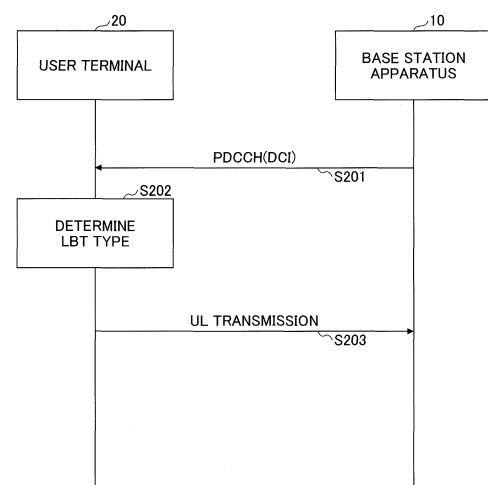 20
10
USER TERMINAL
BASE STATION
APPARATUS
PDCCH(DCI)
S201
S202
DETERMINE
LBT TYPE
UL TRANSMISSION
S203